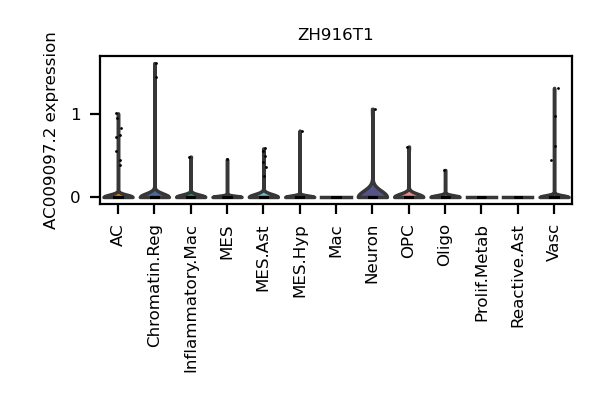 ZH916T1
AC009097.2 expression
1
0
AC
Chromatin.Reg
Inflammatory.Mac
MES
MES.Ast
MES.Hyp
Mac
Neuron
OPC
Oligo
Prolif.Metab
Reactive.Ast
Vasc